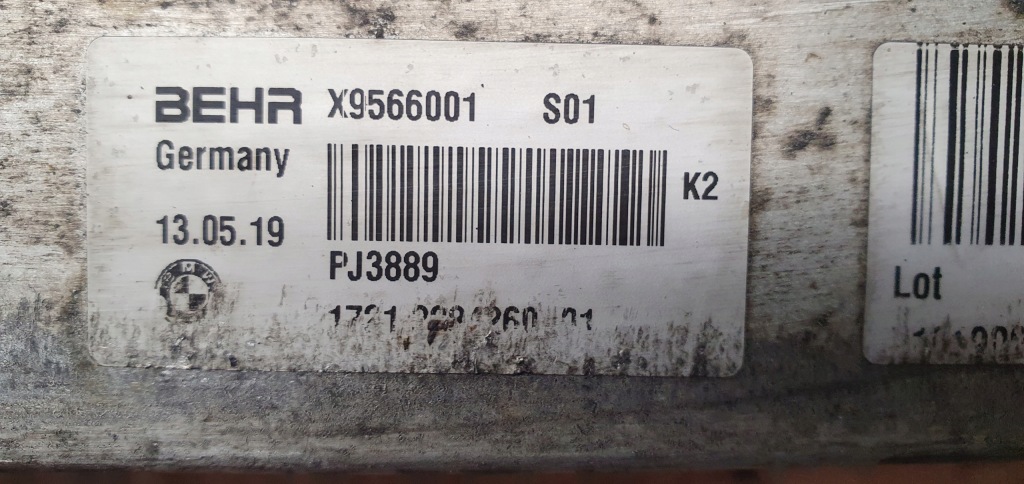 BEHR X9566001 S01
Germany
K2
13.05.19
PJ3889
Lot